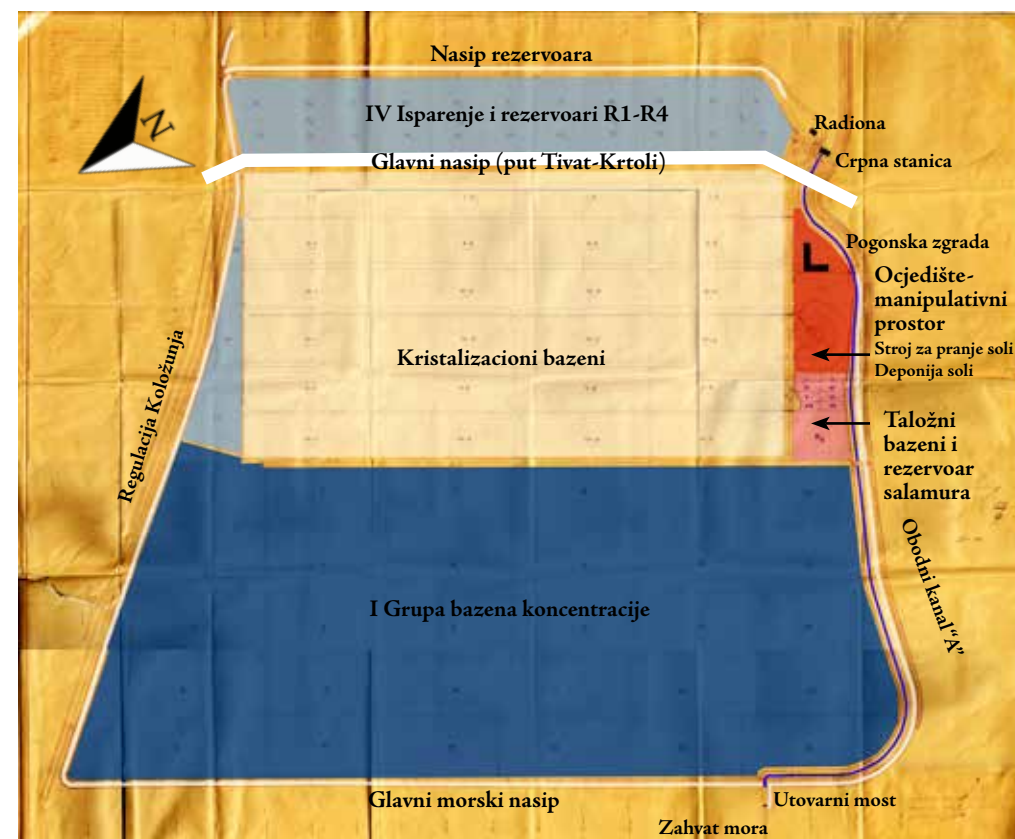 Nasip rezervoara
IV Isparenje i rezervoari R1-R4
N
Radiona
Glavni nasip (put Tivat-Krtoli)
Crpna stanica
Pogonska zgrada
Ocjedište-
manipulativni
prostor
Stroj za pranje soli
Deponija soli
Kristalizacioni bazeni
Regulacija Koložunja
Taložni
bazeni i
rezervoar
salamura
Obodni kanal "A"
I Grupa bazena koncentracije
Glavni morski nasip
Utovarni most
Zahvat mora